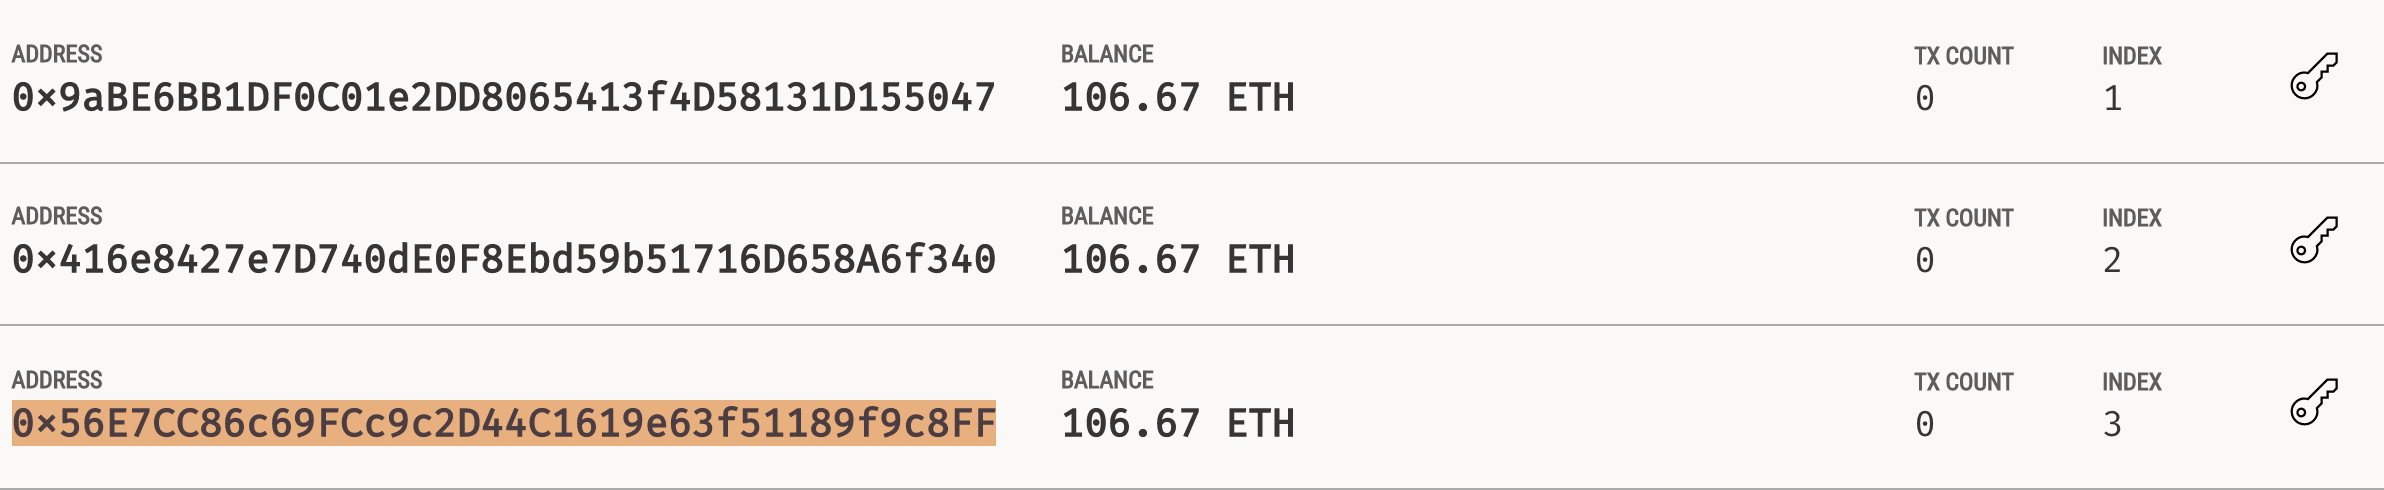 ADDRESS BALANCE TX COUNT INDEX
0×9aBE6BB1DF0C01e2DD8065413f4D58131D155047 106.67 ETH 0 1
ADDRESS BALANCE TX COUNT INDEX
0×416e8427e7D740dE0F8Ebd59b51716D658A6f340 106.67 ETH 0 2
ADDRESS BALANCE TX COUNT INDEX
0×56E7CC86c69FCc9c2D44C1619e63f51189f9c8FF 106.67 ETH 0 3